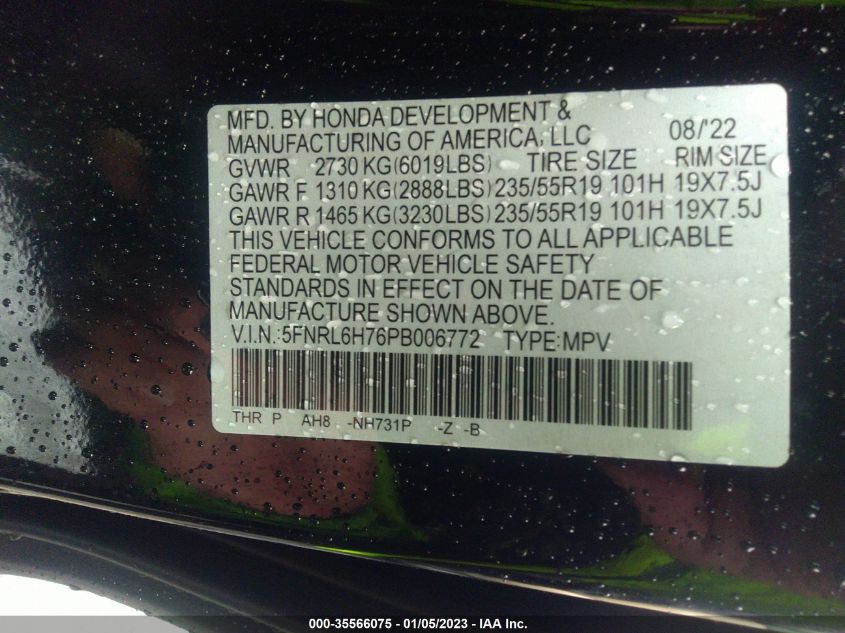 MFD. BY HONDA DEVELOPMENT &
MANUFACTURING OF AMERICA, LLC 08/'22
GVWR 2730 KG(6019LBS) TIRE SIZE RIM SIZE
GAWR F 1310 KG(2888LBS) 235/55R19 101H 19X7.5J
GAWR R 1465 KG(3230LBS) 235/55R19 101H 19X7.5J
THIS VEHICLE CONFORMS TO ALL APPLICABLE
FEDERAL MOTOR VEHICLE SAFETY
STANDARDS IN EFFECT ON THE DATE OF
MANUFACTURE SHOWN ABOVE.
V.I.N.:5FNRL6H76PB006772 TYPE:MPV
THR P AH8 -NH731P -Z -B
000-35566075 — 01/05/2023 — IAA Inc.